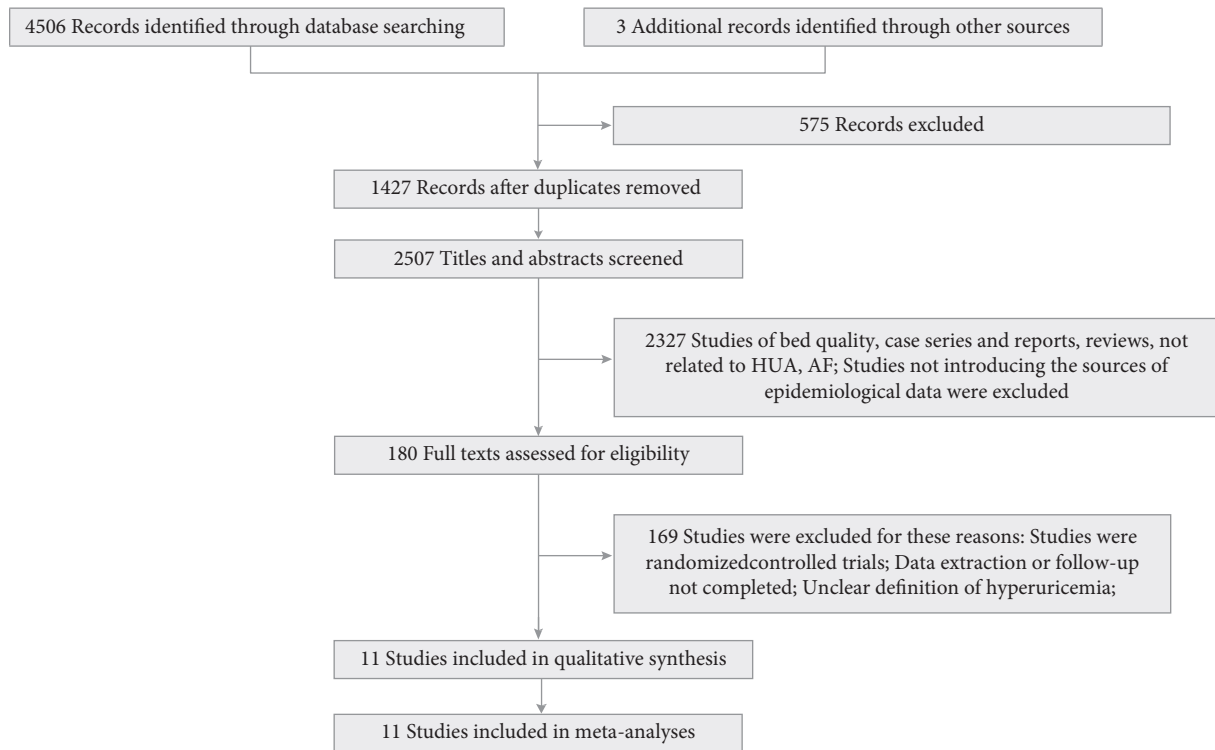 4506 Records identified through database searching
3 Additional records identified through other sources
575 Records excluded
1427 Records after duplicates removed
2507 Titles and abstracts screened
2327 Studies of bed quality, case series and reports, reviews, not
related to HUA, AF; Studies not introducing the sources of
epidemiological data were excluded
180 Full texts assessed for eligibility
169 Studies were excluded for these reasons: Studies were
randomizedcontrolled trials; Data extraction or follow-up
not completed; Unclear definition of hyperuricemia;
11 Studies included in qualitative synthesis
11 Studies included in meta-analyses